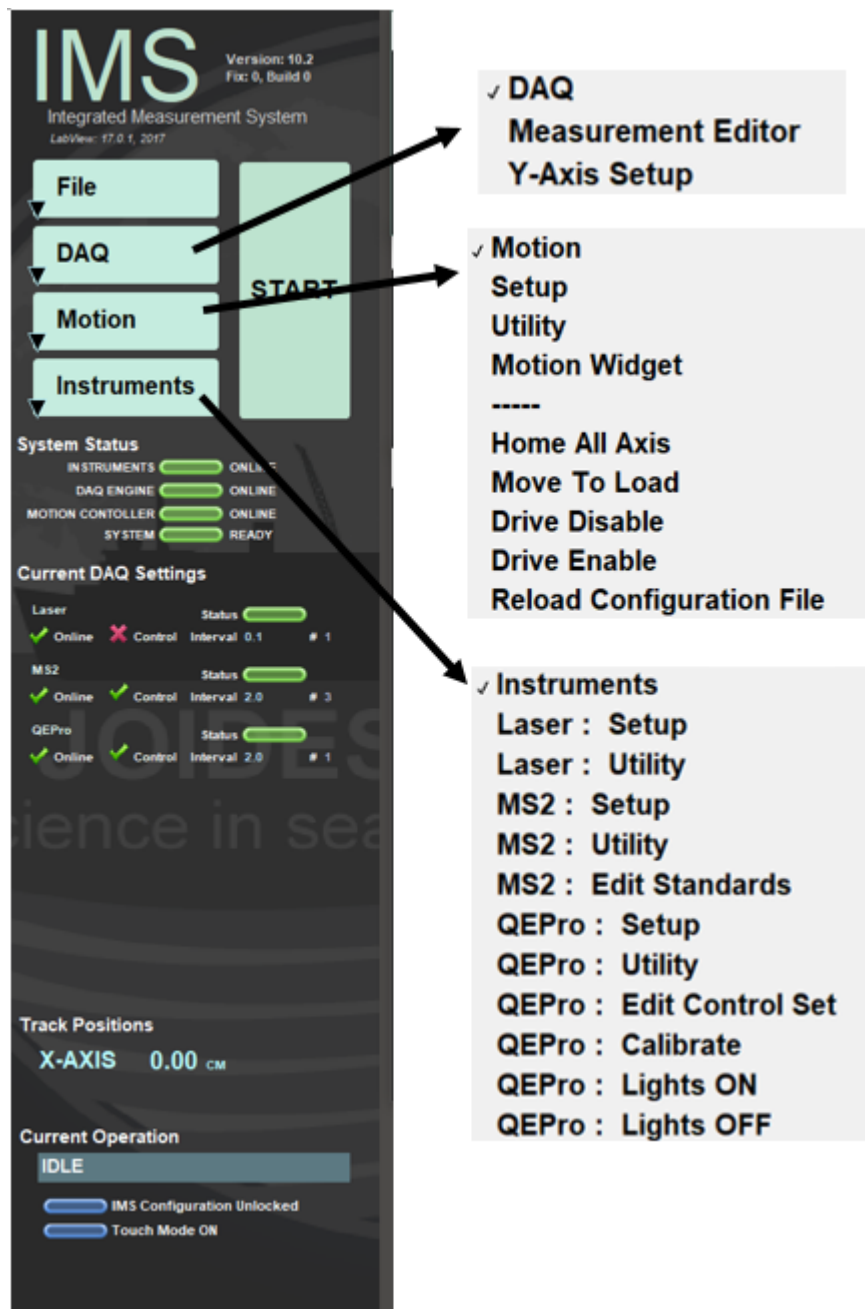 IMS
Version: 10.2
Fix: 0, Build 0
Integrated Measurement System
LabView: 17.0.1, 2017
File
DAQ
Motion
Instruments
START
System Status
INSTRUMENTS ONLINE
DAQ ENGINE ONLINE
MOTION CONTOLLER ONLINE
SYSTEM READY
Current DAQ Settings
Laser Status
Online Control Interval 0.1 # 1
MS2 Status
Online Control Interval 2.0 # 3
QEPro Status
Online Control Interval 2.0 # 1
JOIDES
cience in sea
Track Positions
X-AXIS 0.00 CM
Current Operation
IDLE
IMS Configuration Unlocked
Touch Mode ON
✓ DAQ
Measurement Editor
Y-Axis Setup
✓ Motion
Setup
Utility
Motion Widget
-----
Home All Axis
Move To Load
Drive Disable
Drive Enable
Reload Configuration File
✓ Instruments
Laser : Setup
Laser : Utility
MS2 : Setup
MS2 : Utility
MS2 : Edit Standards
QEPro : Setup
QEPro : Utility
QEPro : Edit Control Set
QEPro : Calibrate
QEPro : Lights ON
QEPro : Lights OFF